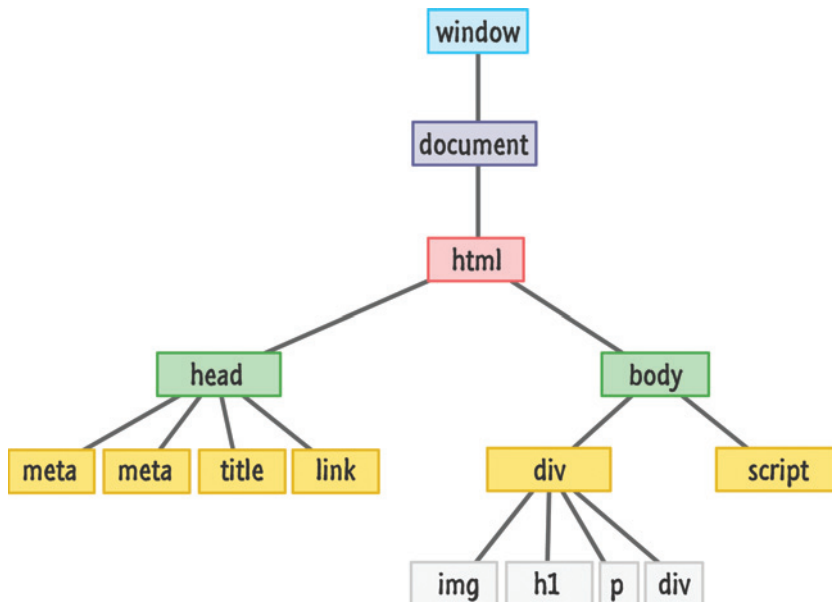 window
document
html
head body
meta meta title link div script
img h1 p div